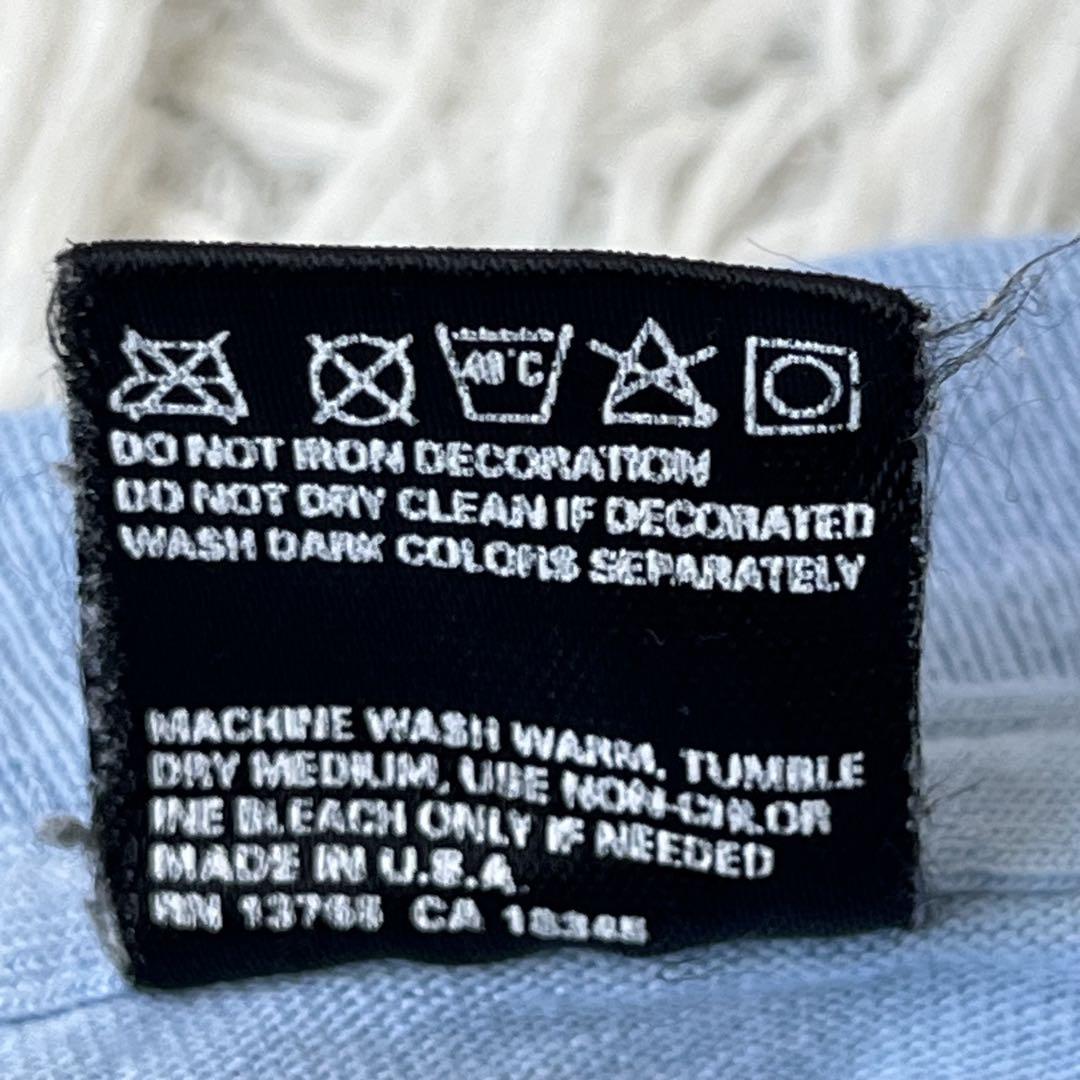 40°C
DO NOT IRON DECORATION
DO NOT DRY CLEAN IF DECORATED
WASH DARK COLORS SEPARATELY
MACHINE WASH WARM, TUMBLE
DRY MEDIUM, USE NON-CHLOR
INE BLEACH ONLY IF NEEDED
MADE IN U.S.A.
RN 13765 CA 18345